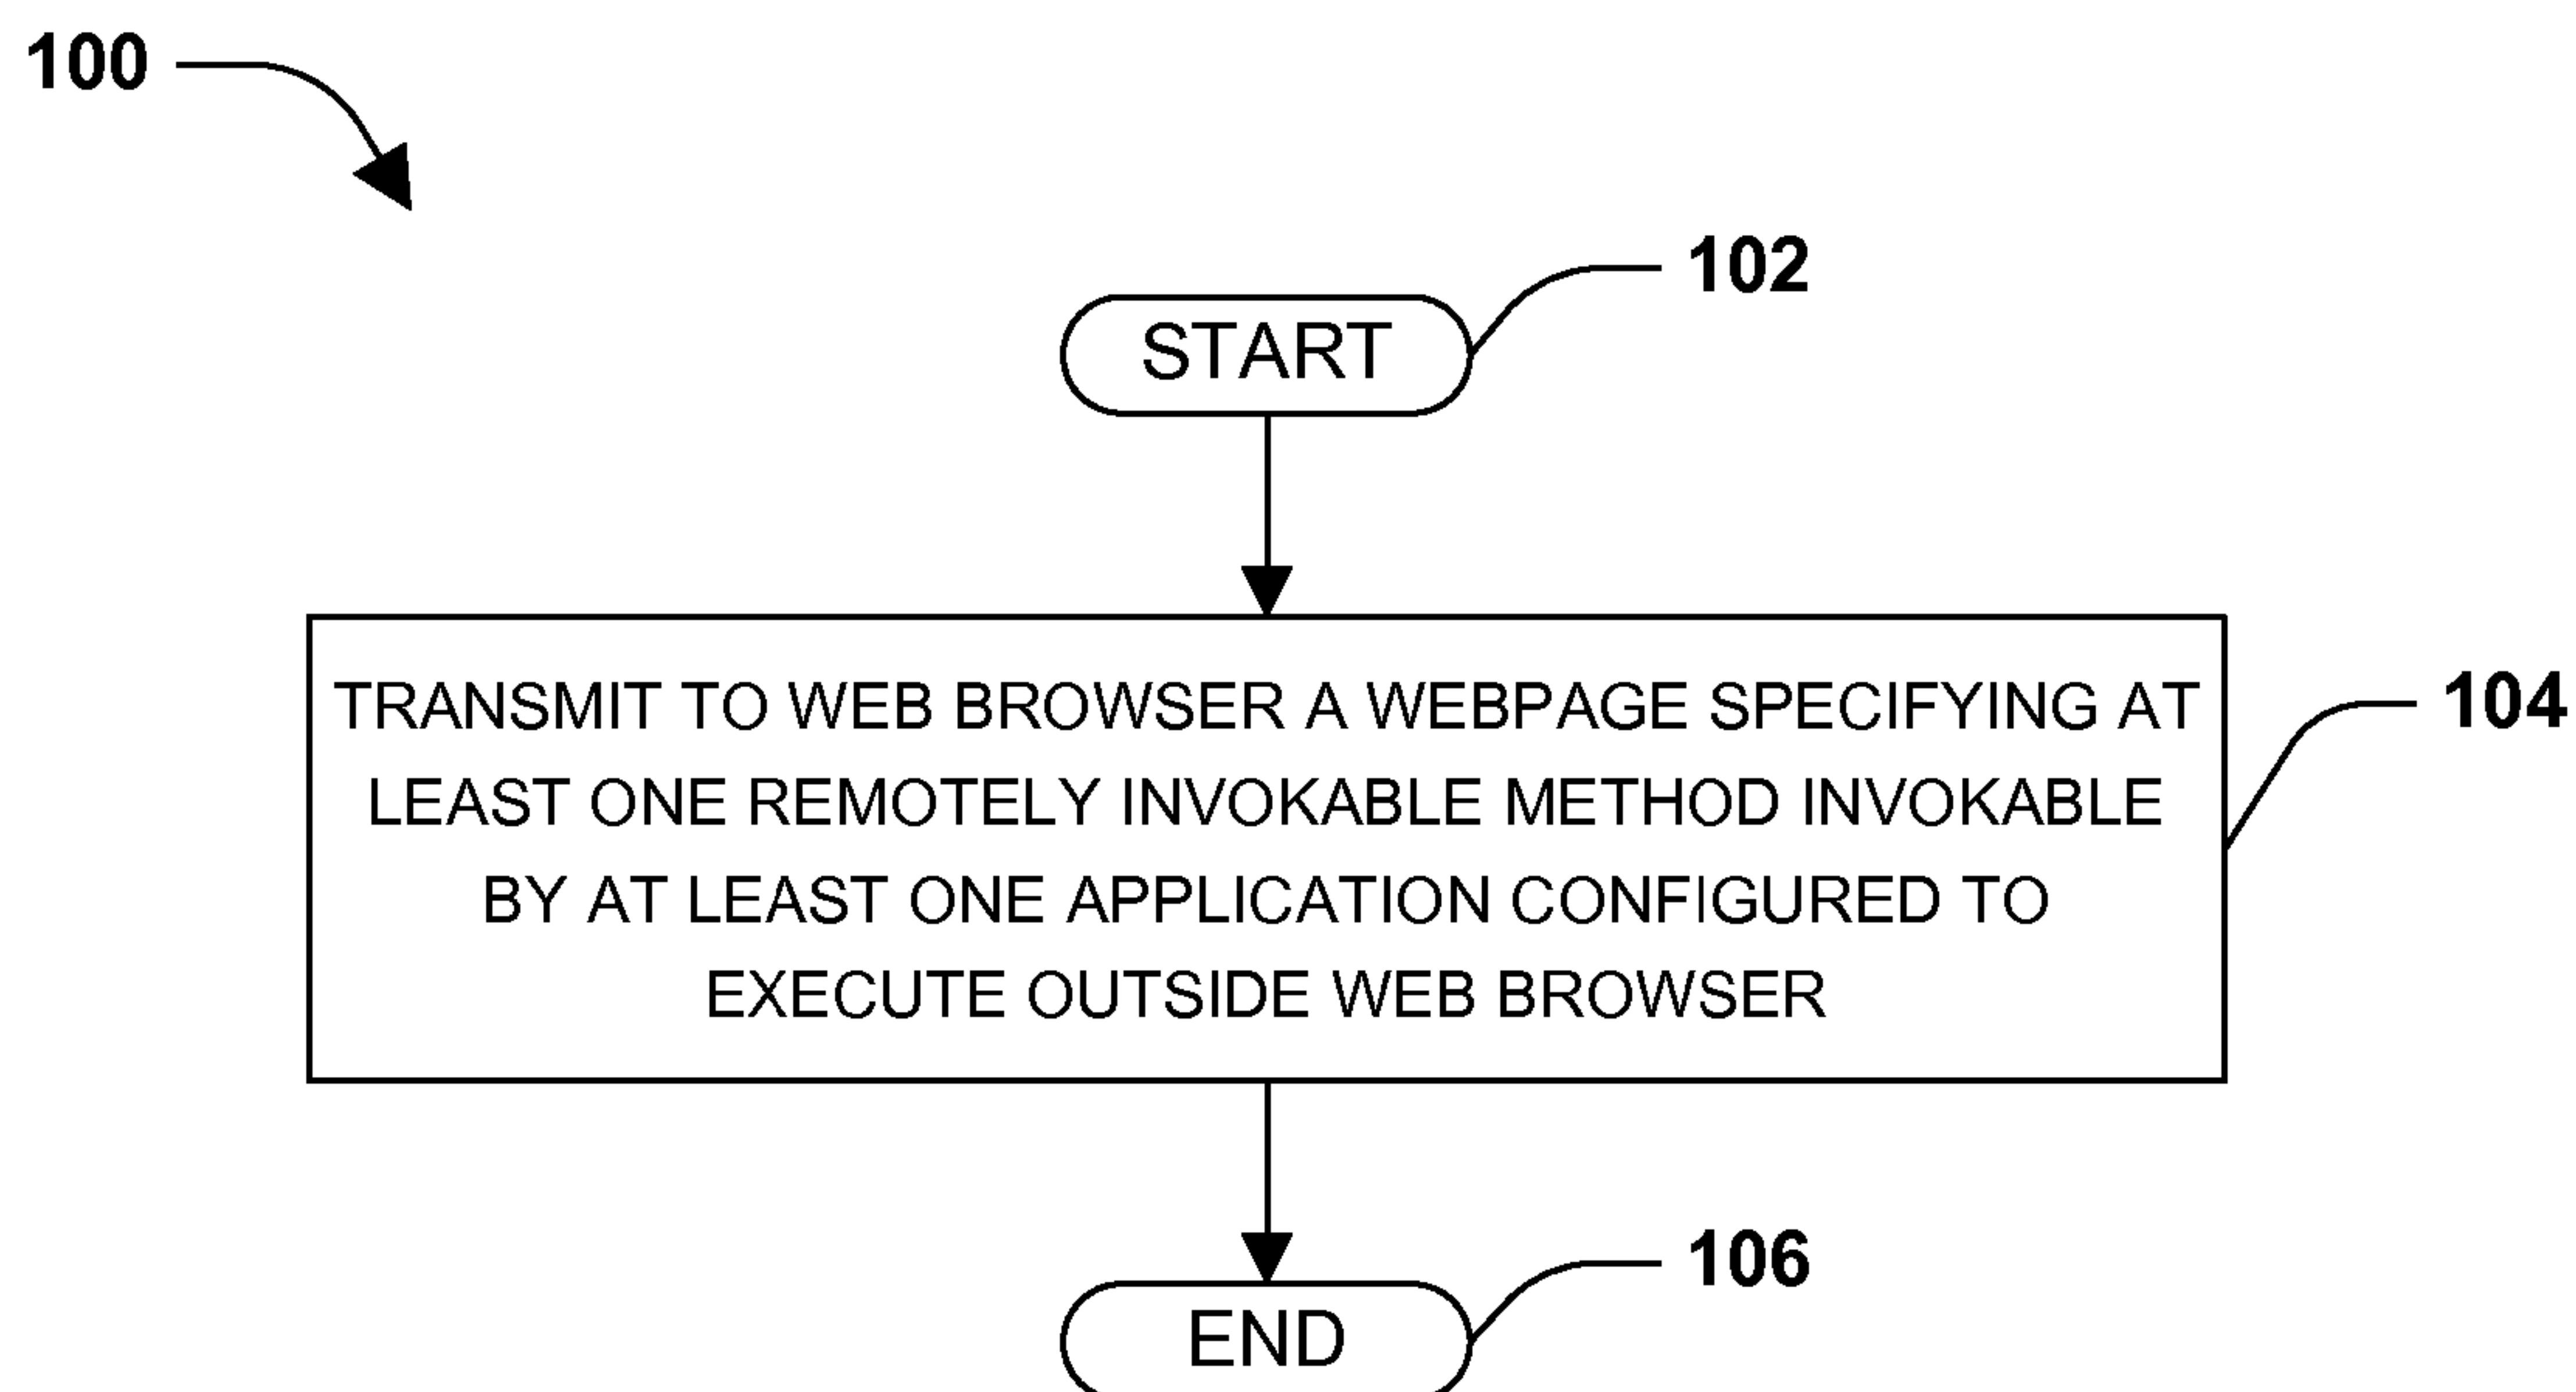 100
102
START
TRANSMIT TO WEB BROWSER A WEBPAGE SPECIFYING AT
LEAST ONE REMOTELY INVOKABLE METHOD INVOKABLE
BY AT LEAST ONE APPLICATION CONFIGURED TO
EXECUTE OUTSIDE WEB BROWSER
104
106
END